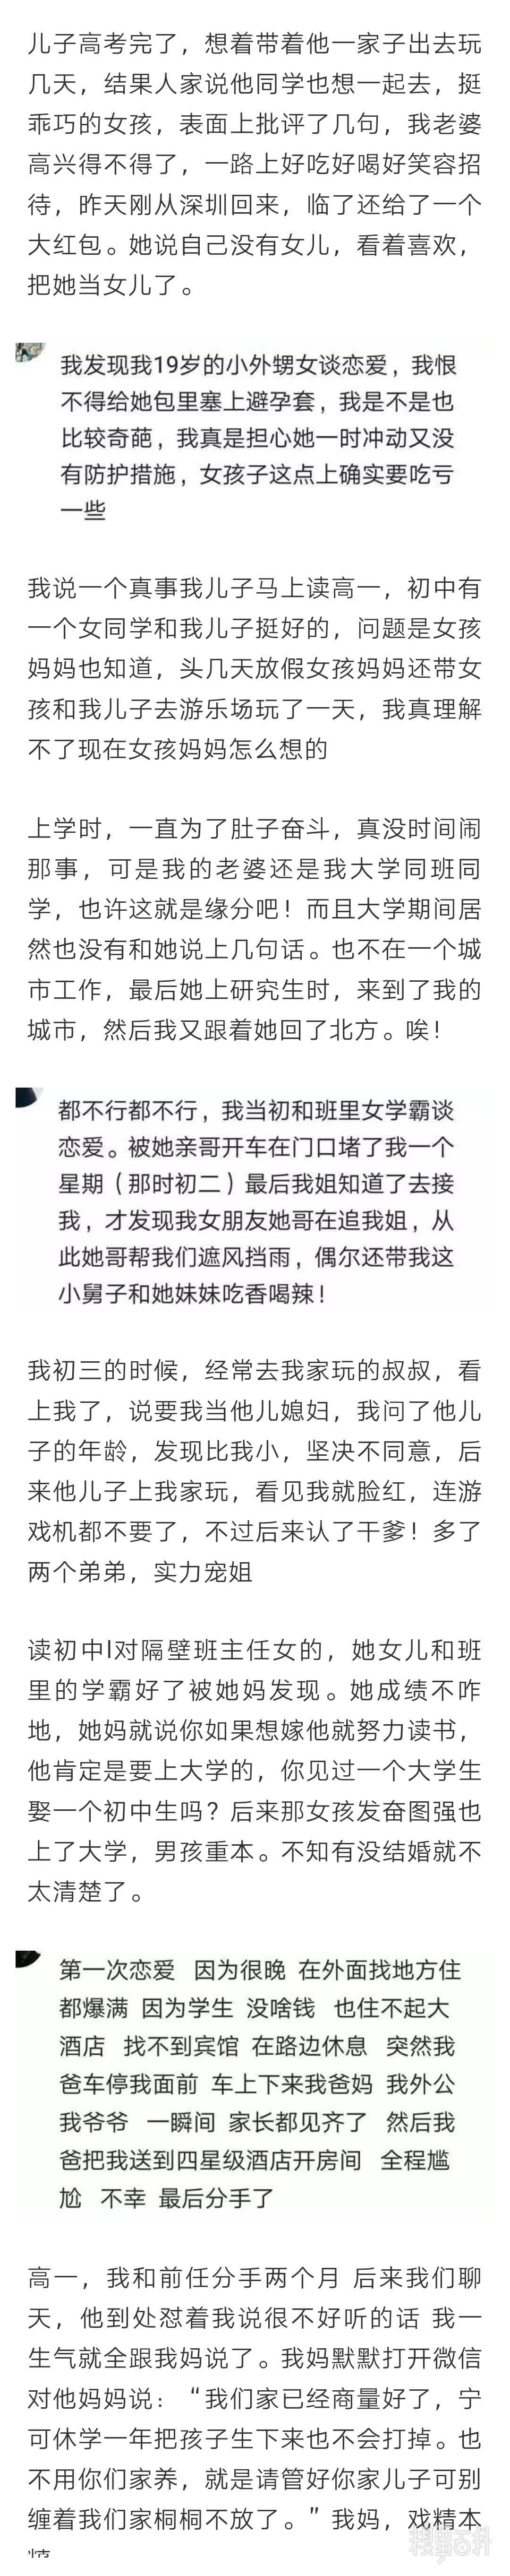 儿子高考完了，想着带着他一家子出去玩
几天，结果人家说他同学也想一起去，挺
乖巧的女孩，表面上批评了几句，我老婆
高兴得不得了，一路上好吃好喝好笑容招
待，昨天刚从深圳回来，临了还给了一个
大红包。她说自己没有女儿，看着喜欢，
把她当女儿了。
我发现我19岁的小外甥女谈恋爱，我恨
不得给她包里塞上避孕套，我是不是也
比较奇葩，我真是担心她一时冲动又没
有防护措施，女孩子这点上确实要吃亏
一些
我说一个真事我儿子马上读高一，初中有
一个女同学和我儿子挺好的，问题是女孩
妈妈也知道，头几天放假女孩妈妈还带女
孩和我儿子去游乐场玩了一天，我真理解
不了现在女孩妈妈怎么想的
上学时，一直为了肚子奋斗，真没时间闹
那事，可是我的老婆还是我大学同班同
学，也许这就是缘分吧！而且大学期间居
然也没有和她说上几句话。也不在一个城
市工作，最后她上研究生时，来到了我的
城市，然后我又跟着她回了北方。唉！
都不行都不行，我当初和班里女学霸谈
恋爱。被她亲哥开车在门口堵了我一个
星期（那时初二）最后我姐知道了去接
我，才发现我女朋友她哥在追我姐，从
此她哥帮我们遮风挡雨，偶尔还带我这
小舅子和她妹妹吃香喝辣！
我初三的时候，经常去我家玩的叔叔，看
上我了，说要我当他儿媳妇，我问了他儿
子的年龄，发现比我小，坚决不同意，后
来他儿子上我家玩，看见我就脸红，连游
戏机都不要了，不过后来认了干爹！多了
两个弟弟，实力宠姐
读初中l对隔壁班主任女的，她女儿和班
里的学霸好了被她妈发现。她成绩不咋
地，她妈就说你如果想嫁他就努力读书，
他肯定是要上大学的，你见过一个大学生
娶一个初中生吗？后来那女孩发奋图强也
上了大学，男孩重本。不知有没结婚就不
太清楚了。
第一次恋爱 因为很晚 在外面找地方住
都爆满 因为学生 没啥钱 也住不起大
酒店 找不到宾馆 在路边休息 突然我
爸车停我面前 车上下来我爸妈 我外公
我爷爷 一瞬间 家长都见齐了 然后我
爸把我送到四星级酒店开房间 全程尴
尬 不幸 最后分手了
高一，我和前任分手两个月 后来我们聊
天，他到处怼着我说很不好听的话 我一
生气就全跟我妈说了。我妈默默打开微信
对他妈妈说：“我们家已经商量好了，宁
可休学一年把孩子生下来也不会打掉。也
不用你们家养，就是请管好你家儿子可别
缠着我们家桐桐不放了。”我妈，戏精本